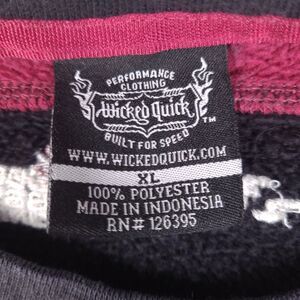 PERFORMANCE
CLOTHING
Wicked Quick
TM
BUILT FOR SPEED
WWW.WICKEDQUICK.COM
XL
100% POLYESTER
MADE IN INDONESIA
RN# 126395